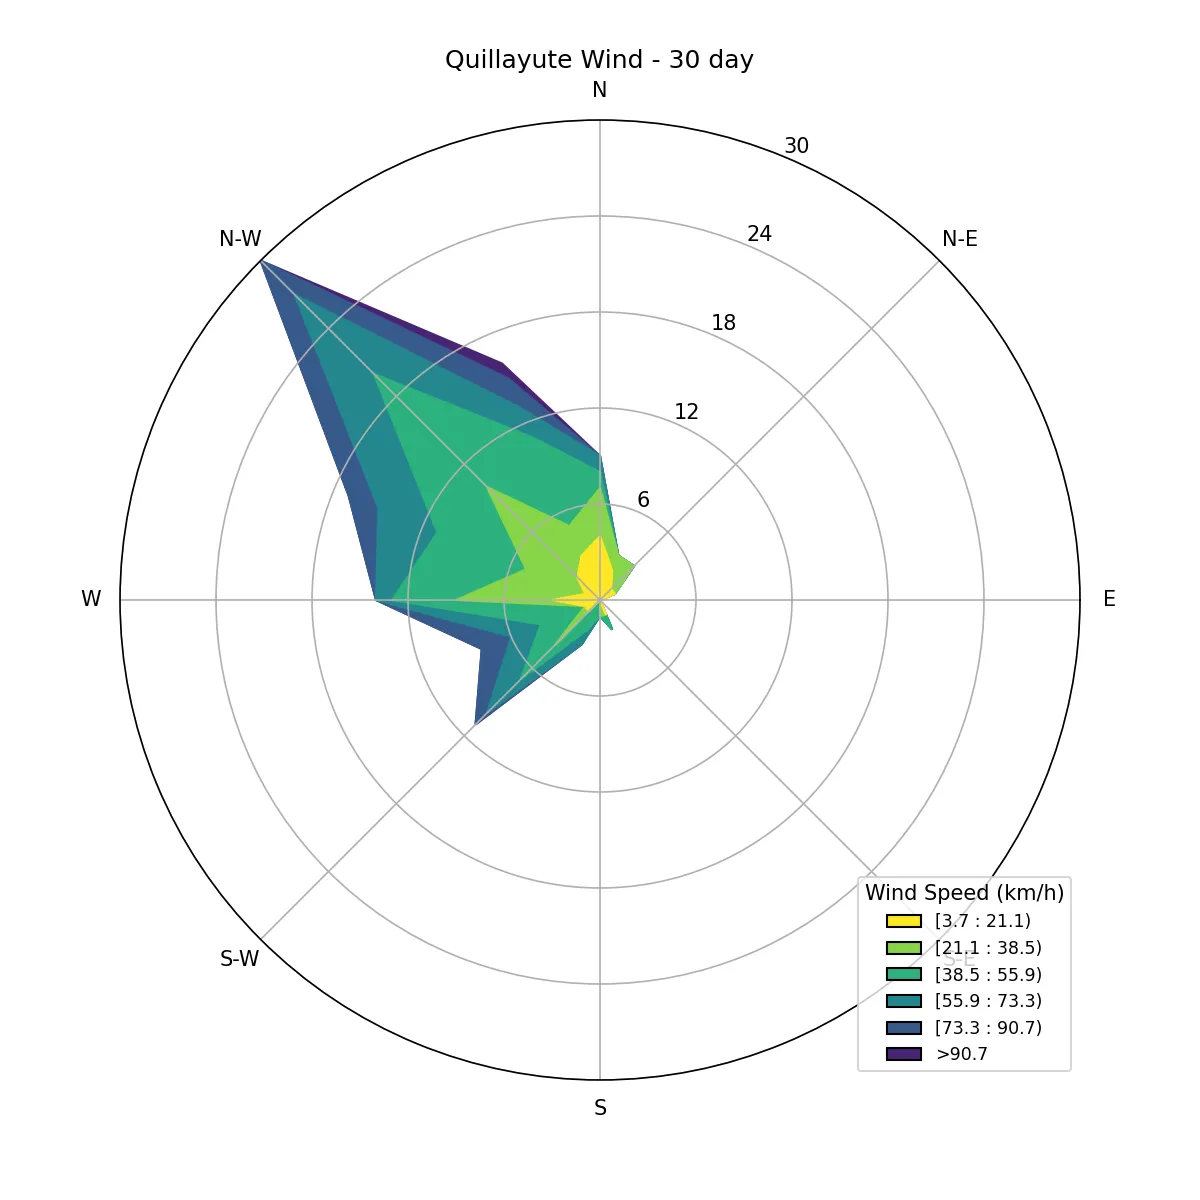 Quillayute Wind - 30 day
N
30
N-W
N-E
24
18
12
6
W
E
S-W
S-E
S
Wind Speed (km/h)
[3.7 : 21.1)
[21.1 : 38.5)
[38.5 : 55.9)
[55.9 : 73.3)
[73.3 : 90.7)
>90.7